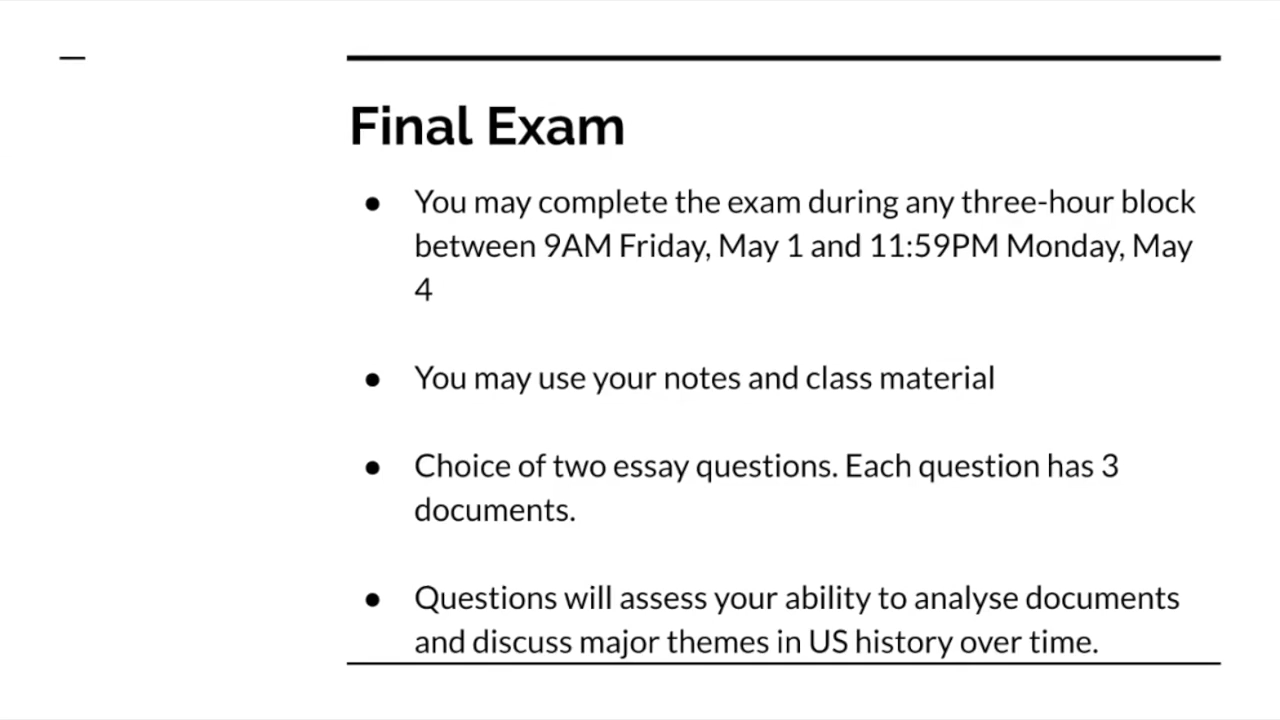 Final Exam
● You may complete the exam during any three-hour block
between 9AM Friday, May 1 and 11:59PM Monday, May
4
● You may use your notes and class material
● Choice of two essay questions. Each question has 3
documents.
● Questions will assess your ability to analyse documents
and discuss major themes in US history over time.